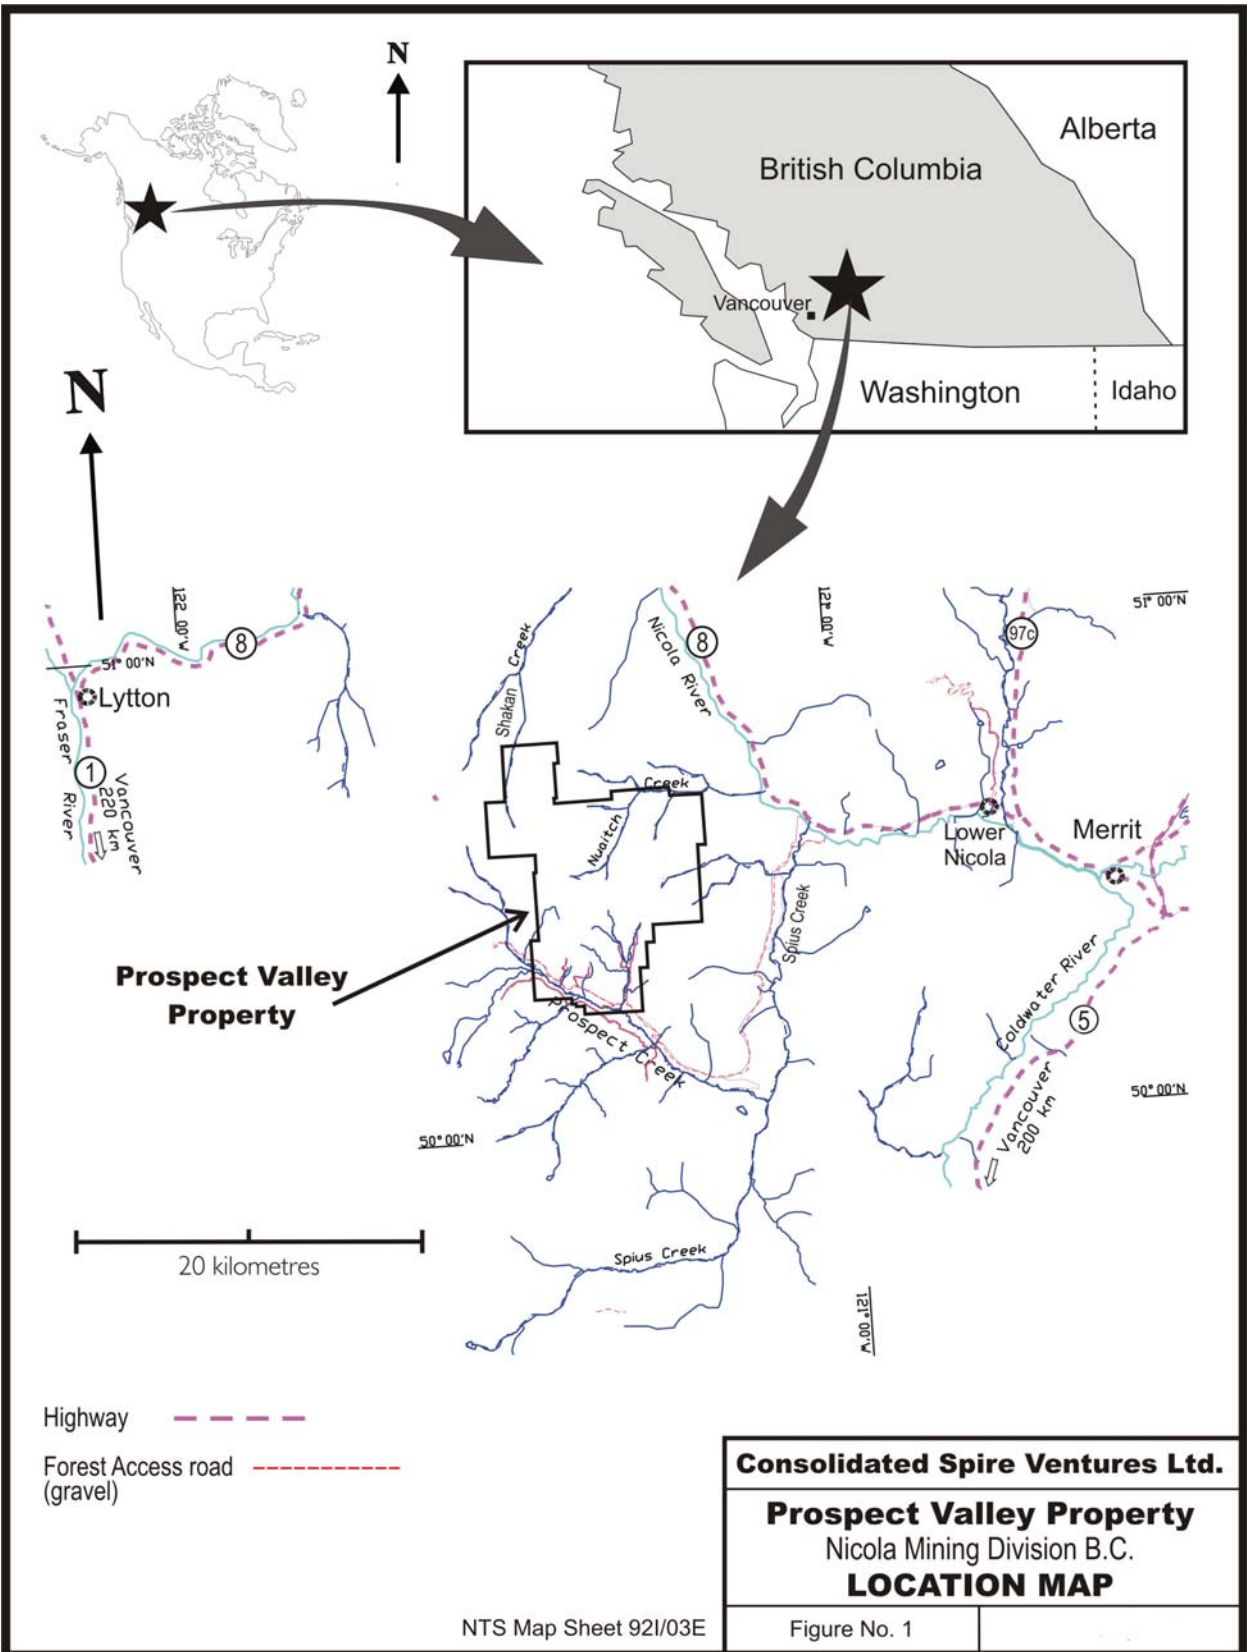 N
Alberta
British Columbia
Vancouver
Washington
Idaho
N
122 00'W
8
51° 00'N
Lytton
Fraser River
1
Vancouver
220 km
Shakan Creek
Nicola River
8
121° 00'W
97c
51° 00'N
Creek
Nuaitch
Lower
Nicola
Merrit
Spius Creek
Prospect Valley
Property
Prospect Creek
Coldwater River
5
Vancouver
200 km
50° 00'N
50° 00'N
20 kilometres
Spius Creek
121° 00'W
Highway
Forest Access road
(gravel)
Consolidated Spire Ventures Ltd.
Prospect Valley Property
Nicola Mining Division B.C.
LOCATION MAP
NTS Map Sheet 92I/03E
Figure No. 1